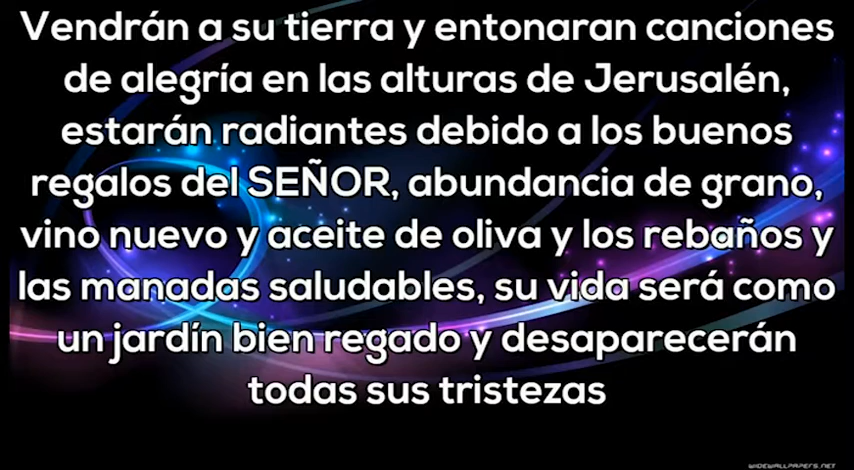 Vendrán a su tierra y entonaran canciones
de alegría en las alturas de Jerusalén,
estarán radiantes debido a los buenos
regalos del SEÑOR, abundancia de grano,
vino nuevo y aceite de oliva y los rebaños y
las manadas saludables, su vida será como
un jardín bien regado y desaparecerán
todas sus tristezas
WIDEWALLPAPERS.NET